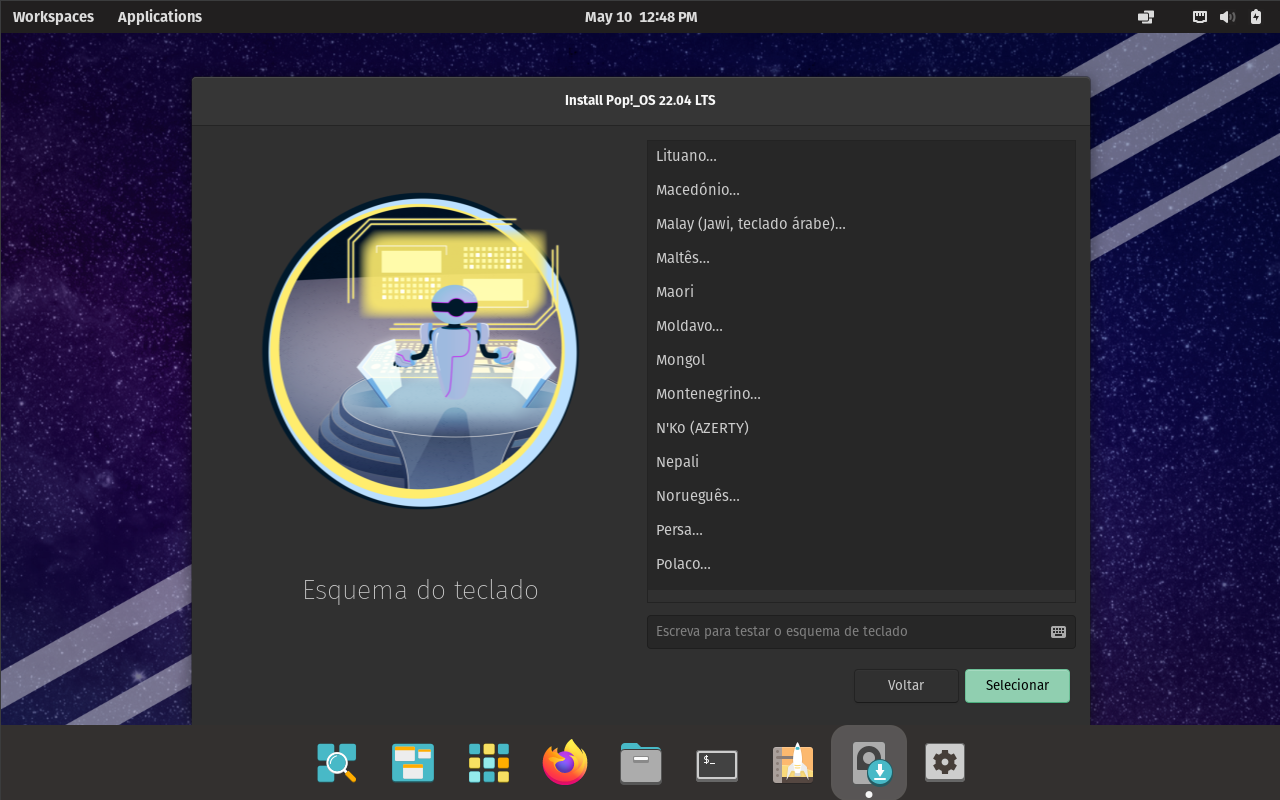 Workspaces Applications May 10 12:48 PM
Install Pop!_OS 22.04 LTS
Lituano...
Macedónio...
Malay (Jawi, teclado árabe)...
Maltês...
Maori
Moldavo...
Mongol
Montenegrino...
N'Ko (AZERTY)
Nepali
Norueguês...
Persa...
Polaco...
Esquema do teclado
Escreva para testar o esquema de teclado
Voltar Selecionar
$_